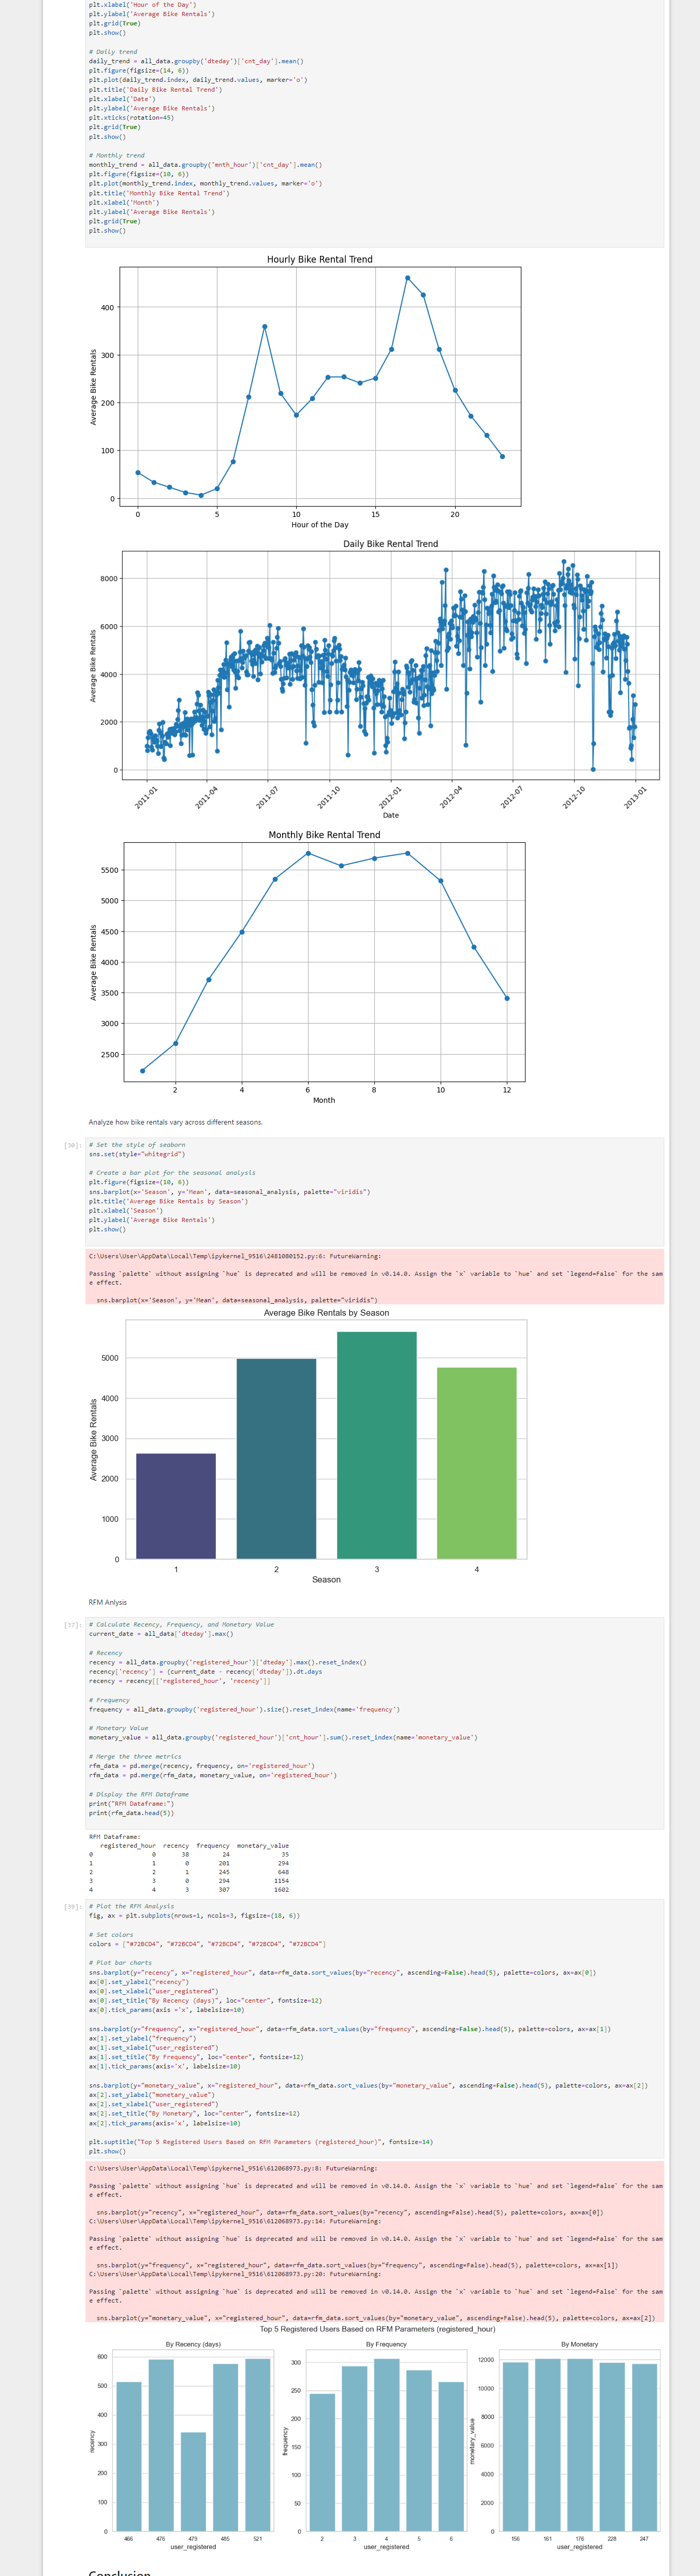 plt.xlabel('Hour of the Day')
plt.ylabel('Average Bike Rentals')
plt.grid(True)
plt.show()
# Daily trend
daily_trend = all_data.groupby('dteday')['cnt_day'].mean()
plt.figure(figsize=(14, 6))
plt.plot(daily_trend.index, daily_trend.values, marker='o')
plt.title('Daily Bike Rental Trend')
plt.xlabel('Date')
plt.ylabel('Average Bike Rentals')
plt.xticks(rotation=45)
plt.grid(True)
plt.show()
# Monthly trend
monthly_trend = all_data.groupby('mnth_hour')['cnt_day'].mean()
plt.figure(figsize=(10, 6))
plt.plot(monthly_trend.index, monthly_trend.values, marker='o')
plt.title('Monthly Bike Rental Trend')
plt.xlabel('Month')
plt.ylabel('Average Bike Rentals')
plt.grid(True)
plt.show()
Hourly Bike Rental Trend
400
300
200
100
0
Average Bike Rentals
0 5 10 15 20
Hour of the Day
Daily Bike Rental Trend
8000
6000
4000
2000
0
Average Bike Rentals
2011-01 2011-04 2011-07 2011-10 2012-01 2012-04 2012-07 2012-10 2013-01
Date
Monthly Bike Rental Trend
5500
5000
4500
4000
3500
3000
2500
Average Bike Rentals
2 4 6 8 10 12
Month
Analyze how bike rentals vary across different seasons.
[30]:
# Set the style of seaborn
sns.set(style="whitegrid")
# Create a bar plot for the seasonal analysis
plt.figure(figsize=(10, 6))
sns.barplot(x='Season', y='Mean', data=seasonal_analysis, palette="viridis")
plt.title('Average Bike Rentals by Season')
plt.xlabel('Season')
plt.ylabel('Average Bike Rentals')
plt.show()
C:\Users\User\AppData\Local\Temp\ipykernel_9516\2481080152.py:6: FutureWarning:
Passing `palette` without assigning `hue` is deprecated and will be removed in v0.14.0. Assign the `x` variable to `hue` and set `legend=False` for the sam
e effect.
sns.barplot(x='Season', y='Mean', data=seasonal_analysis, palette="viridis")
Average Bike Rentals by Season
5000
4000
3000
2000
1000
0
Average Bike Rentals
1 2 3 4
Season
RFM Anlysis
[37]:
# Calculate Recency, Frequency, and Monetary Value
current_date = all_data['dteday'].max()
# Recency
recency = all_data.groupby('registered_hour')['dteday'].max().reset_index()
recency['recency'] = (current_date - recency['dteday']).dt.days
recency = recency[['registered_hour', 'recency']]
# Frequency
frequency = all_data.groupby('registered_hour').size().reset_index(name='frequency')
# Monetary Value
monetary_value = all_data.groupby('registered_hour')['cnt_hour'].sum().reset_index(name='monetary_value')
# Merge the three metrics
rfm_data = pd.merge(recency, frequency, on='registered_hour')
rfm_data = pd.merge(rfm_data, monetary_value, on='registered_hour')
# Display the RFM Dataframe
print("RFM Dataframe:")
print(rfm_data.head(5))
RFM Dataframe:
registered_hour recency frequency monetary_value
0 0 38 24 35
1 1 0 201 294
2 2 1 245 648
3 3 0 294 1154
4 4 3 307 1602
[39]:
# Plot the RFM Analysis
fig, ax = plt.subplots(nrows=1, ncols=3, figsize=(18, 6))
# Set colors
colors = ["#72BCD4", "#72BCD4", "#72BCD4", "#72BCD4", "#72BCD4"]
# Plot bar charts
sns.barplot(y="recency", x="registered_hour", data=rfm_data.sort_values(by="recency", ascending=False).head(5), palette=colors, ax=ax[0])
ax[0].set_ylabel("recency")
ax[0].set_xlabel("user_registered")
ax[0].set_title("By Recency (days)", loc="center", fontsize=12)
ax[0].tick_params(axis ='x', labelsize=10)
sns.barplot(y="frequency", x="registered_hour", data=rfm_data.sort_values(by="frequency", ascending=False).head(5), palette=colors, ax=ax[1])
ax[1].set_ylabel("frequency")
ax[1].set_xlabel("user_registered")
ax[1].set_title("By Frequency", loc="center", fontsize=12)
ax[1].tick_params(axis='x', labelsize=10)
sns.barplot(y="monetary_value", x="registered_hour", data=rfm_data.sort_values(by="monetary_value", ascending=False).head(5), palette=colors, ax=ax[2])
ax[2].set_ylabel("monetary_value")
ax[2].set_xlabel("user_registered")
ax[2].set_title("By Monetary", loc="center", fontsize=12)
ax[2].tick_params(axis='x', labelsize=10)
plt.suptitle("Top 5 Registered Users Based on RFM Parameters (registered_hour)", fontsize=14)
plt.show()
C:\Users\User\AppData\Local\Temp\ipykernel_9516\612068973.py:8: FutureWarning:
Passing `palette` without assigning `hue` is deprecated and will be removed in v0.14.0. Assign the `x` variable to `hue` and set `legend=False` for the sam
e effect.
sns.barplot(y="recency", x="registered_hour", data=rfm_data.sort_values(by="recency", ascending=False).head(5), palette=colors, ax=ax[0])
C:\Users\User\AppData\Local\Temp\ipykernel_9516\612068973.py:14: FutureWarning:
Passing `palette` without assigning `hue` is deprecated and will be removed in v0.14.0. Assign the `x` variable to `hue` and set `legend=False` for the sam
e effect.
sns.barplot(y="frequency", x="registered_hour", data=rfm_data.sort_values(by="frequency", ascending=False).head(5), palette=colors, ax=ax[1])
C:\Users\User\AppData\Local\Temp\ipykernel_9516\612068973.py:20: FutureWarning:
Passing `palette` without assigning `hue` is deprecated and will be removed in v0.14.0. Assign the `x` variable to `hue` and set `legend=False` for the sam
e effect.
sns.barplot(y="monetary_value", x="registered_hour", data=rfm_data.sort_values(by="monetary_value", ascending=False).head(5), palette=colors, ax=ax[2])
Top 5 Registered Users Based on RFM Parameters (registered_hour)
By Recency (days)
600
500
400
300
200
100
0
recency
466 476 479 485 521
user_registered
By Frequency
300
250
200
150
100
50
0
frequency
2 3 4 5 6
user_registered
By Monetary
12000
10000
8000
6000
4000
2000
0
monetary_value
156 161 176 228 247
user_registered
Conclusion